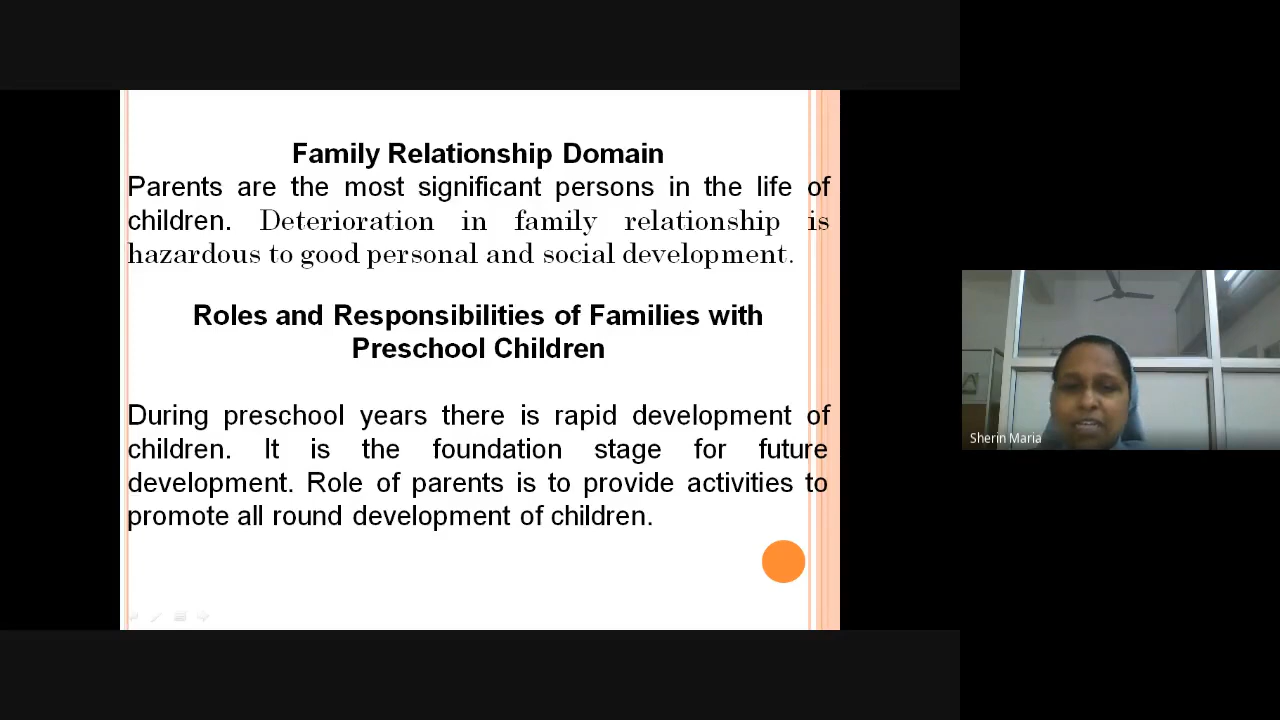 Family Relationship Domain
Parents are the most significant persons in the life of
children. Deterioration in family relationship is
hazardous to good personal and social development.
Roles and Responsibilities of Families with
Preschool Children
During preschool years there is rapid development of
children. It is the foundation stage for future
development. Role of parents is to provide activities to
promote all round development of children.
Sherin Maria